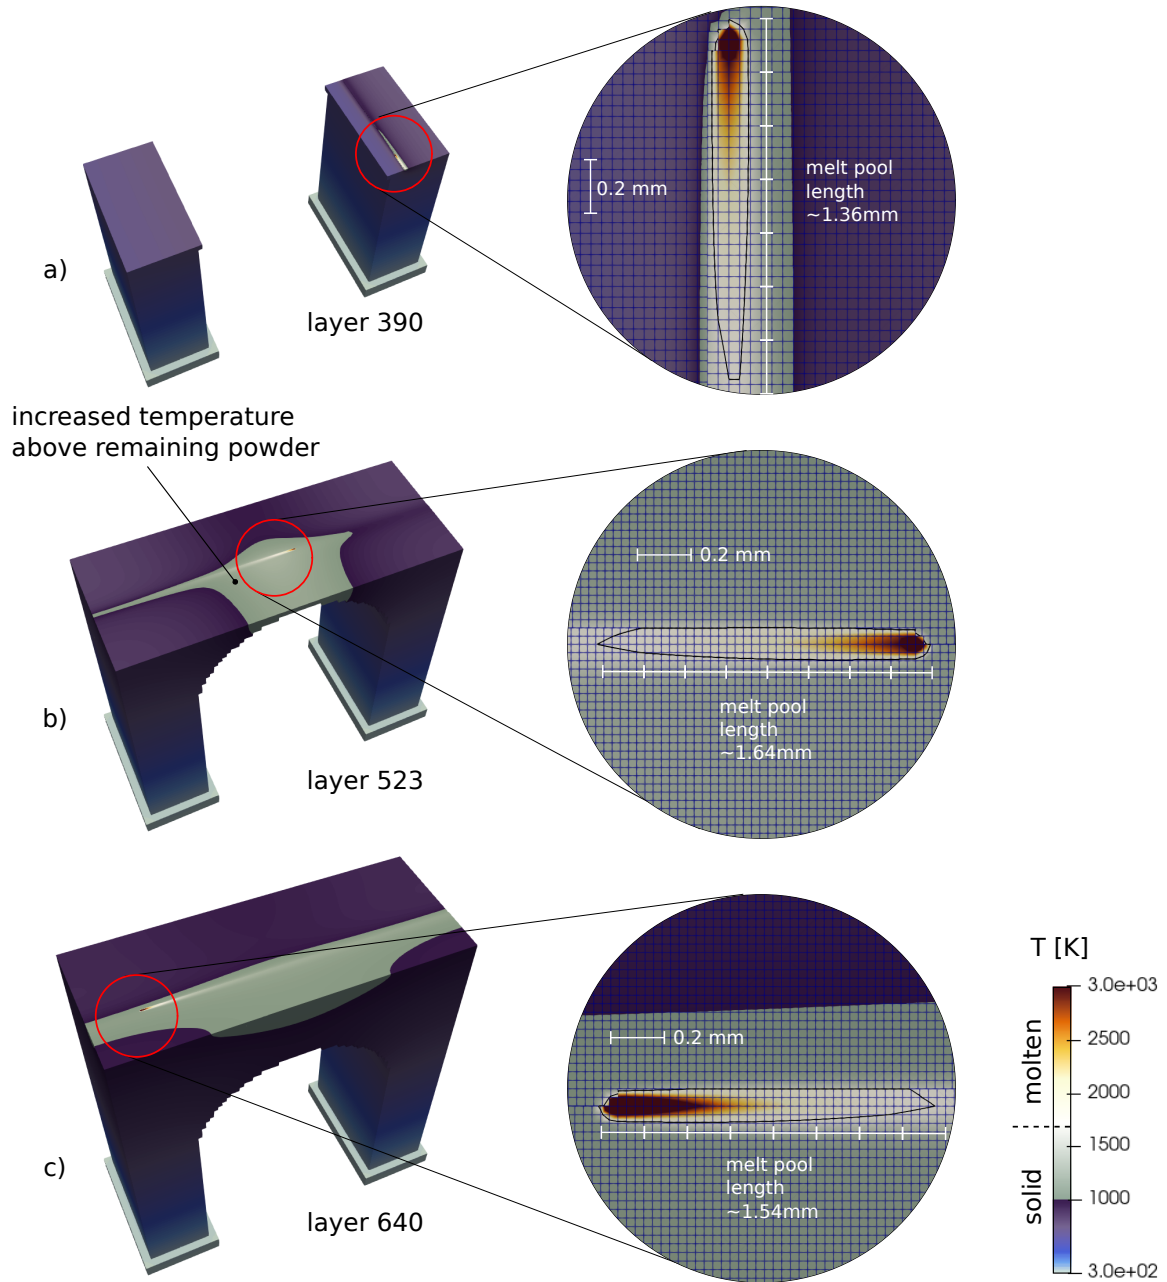 a)
layer 390
0.2 mm
melt pool
length
~1.36mm
increased temperature
above remaining powder
b)
layer 523
0.2 mm
melt pool
length
~1.64mm
c)
layer 640
0.2 mm
melt pool
length
~1.54mm
T [K]
3.0e+03
2500
2000
1500
1000
3.0e+02
molten
solid